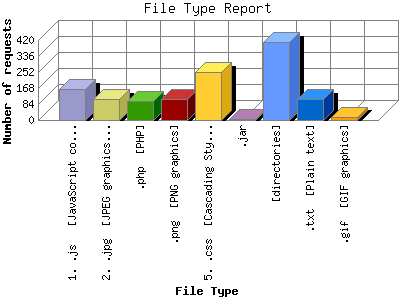 File Type Report
Number of requests
420
336
252
168
84
0
1. .js [JavaScript co...
2. .jpg [JPEG graphics...
.php [PHP]
.png [PNG graphics]
5. .css [Cascading Sty...
.jar
[directories]
.txt [Plain text]
.gif [GIF graphics]
File Type